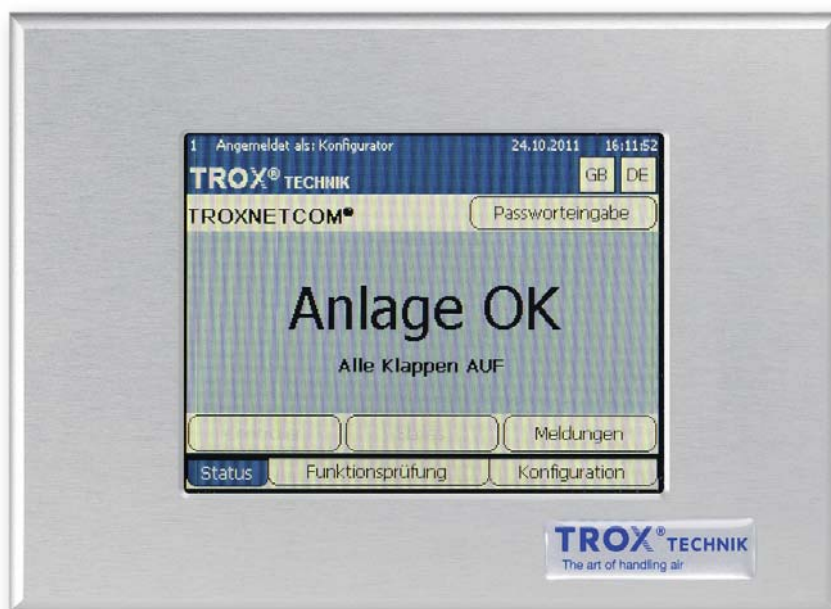 1 Angemeldet als: Konfigurator 24.10.2011 16:11:52
TROX® TECHNIK GB DE
TROXNETCOM® Passworteingabe
Anlage OK
Alle Klappen AUF
Meldungen
Status Funktionsprüfung Konfiguration
TROX® TECHNIK
The art of handling air